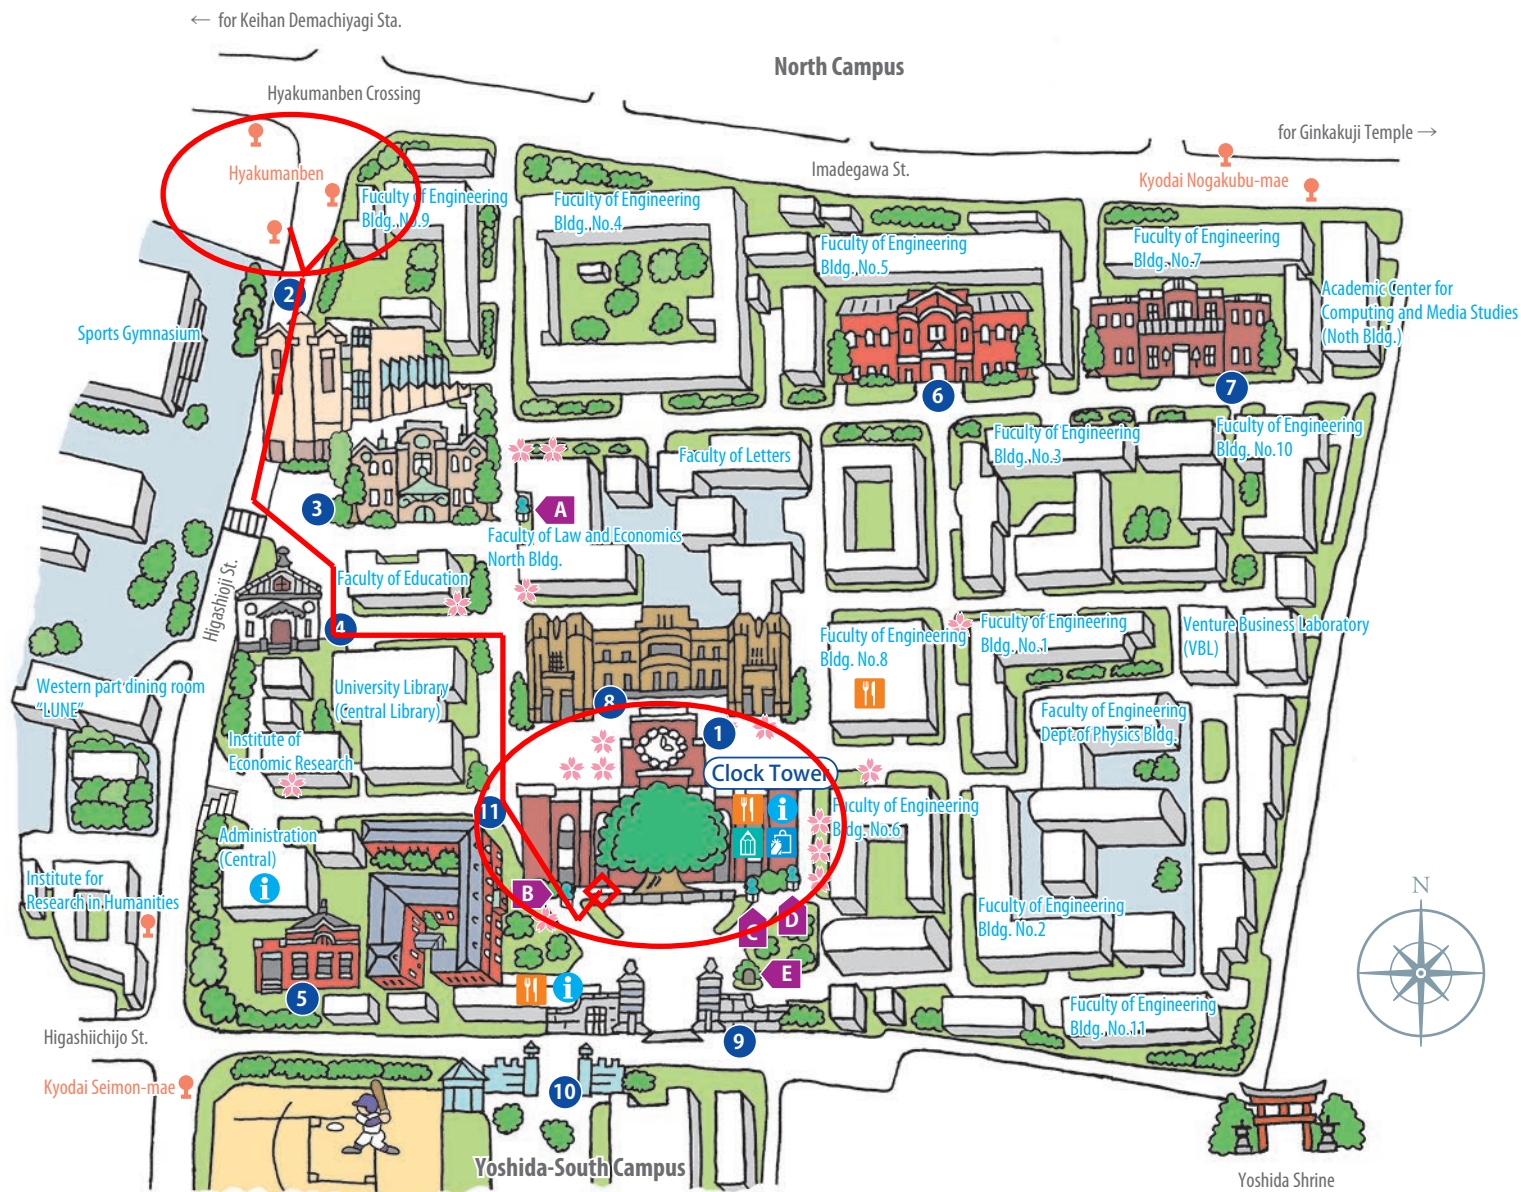 ← for Keihan Demachiyagi Sta.
North Campus
Hyakumanben Crossing
for Ginkakuji Temple →
Imadegawa St.
Hyakumanben
Kyodai Nogakubu-mae
Fuculty of Engineering
Bldg. No.9
Fuculty of Engineering
Bldg. No.4
Fuculty of Engineering
Bldg. No.5
Fuculty of Engineering
Bldg. No.7
2
Academic Center for
Computing and Media Studies
(Noth Bldg.)
Sports Gymnasium
6
7
Faculty of Letters
Fuculty of Engineering
Bldg. No.3
Fuculty of Engineering
Bldg. No.10
3
A
Faculty of Law and Economics
North Bldg.
Higashioji St.
Faculty of Education
4
Fuculty of Engineering
Bldg. No.8
Fuculty of Engineering
Bldg. No.1
Venture Business Laboratory
(VBL)
Western part dining room
"LUNE"
University Library
(Central Library)
8
1
Faculty of Engineering
Dept.of Physics Bldg.
Institute of
Economic Research
Clock Tower
11
Fuculty of Engineering
Bldg. No.6
i
Administration
(Central)
i
Institute for
Research in Humanities
B
C
D
Fuculty of Engineering
Bldg. No.2
N
E
5
i
Fuculty of Engineering
Bldg. No.11
Higashiichijo St.
9
Kyodai Seimon-mae
10
Yoshida-South Campus
Yoshida Shrine